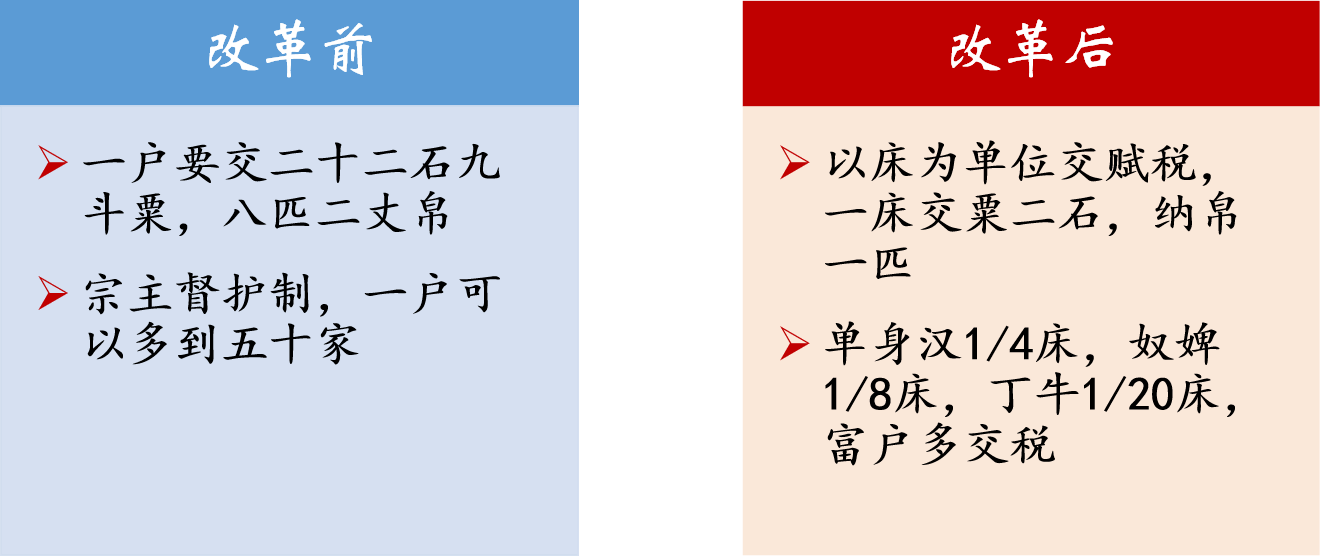 改革前
一户要交二十二石九
斗粟，八匹二丈帛
宗主督护制，一户可
以多到五十家
改革后
以床为单位交赋税，
一床交粟二石，纳帛
一匹
单身汉1/4床，奴婢
1/8床，丁牛1/20床，
富户多交税